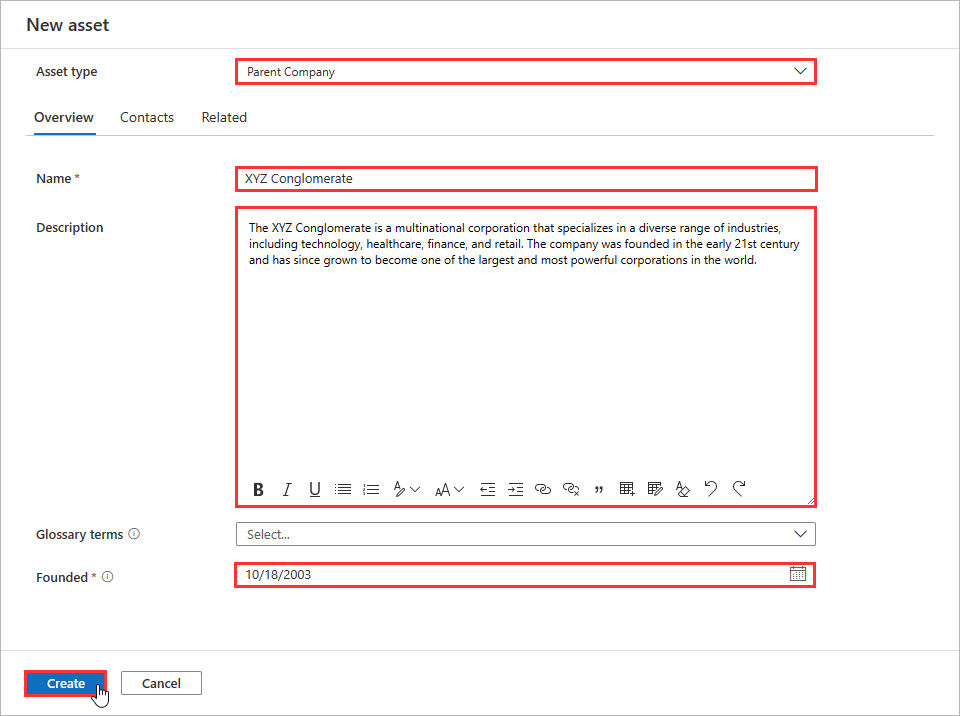 New asset
Asset type
Parent Company
Overview Contacts Related
Name *
XYZ Conglomerate
Description
The XYZ Conglomerate is a multinational corporation that specializes in a diverse range of industries,
including technology, healthcare, finance, and retail. The company was founded in the early 21st century
and has since grown to become one of the largest and most powerful corporations in the world.
B I U A AA A
Glossary terms
Select...
Founded *
10/18/2003
Create Cancel